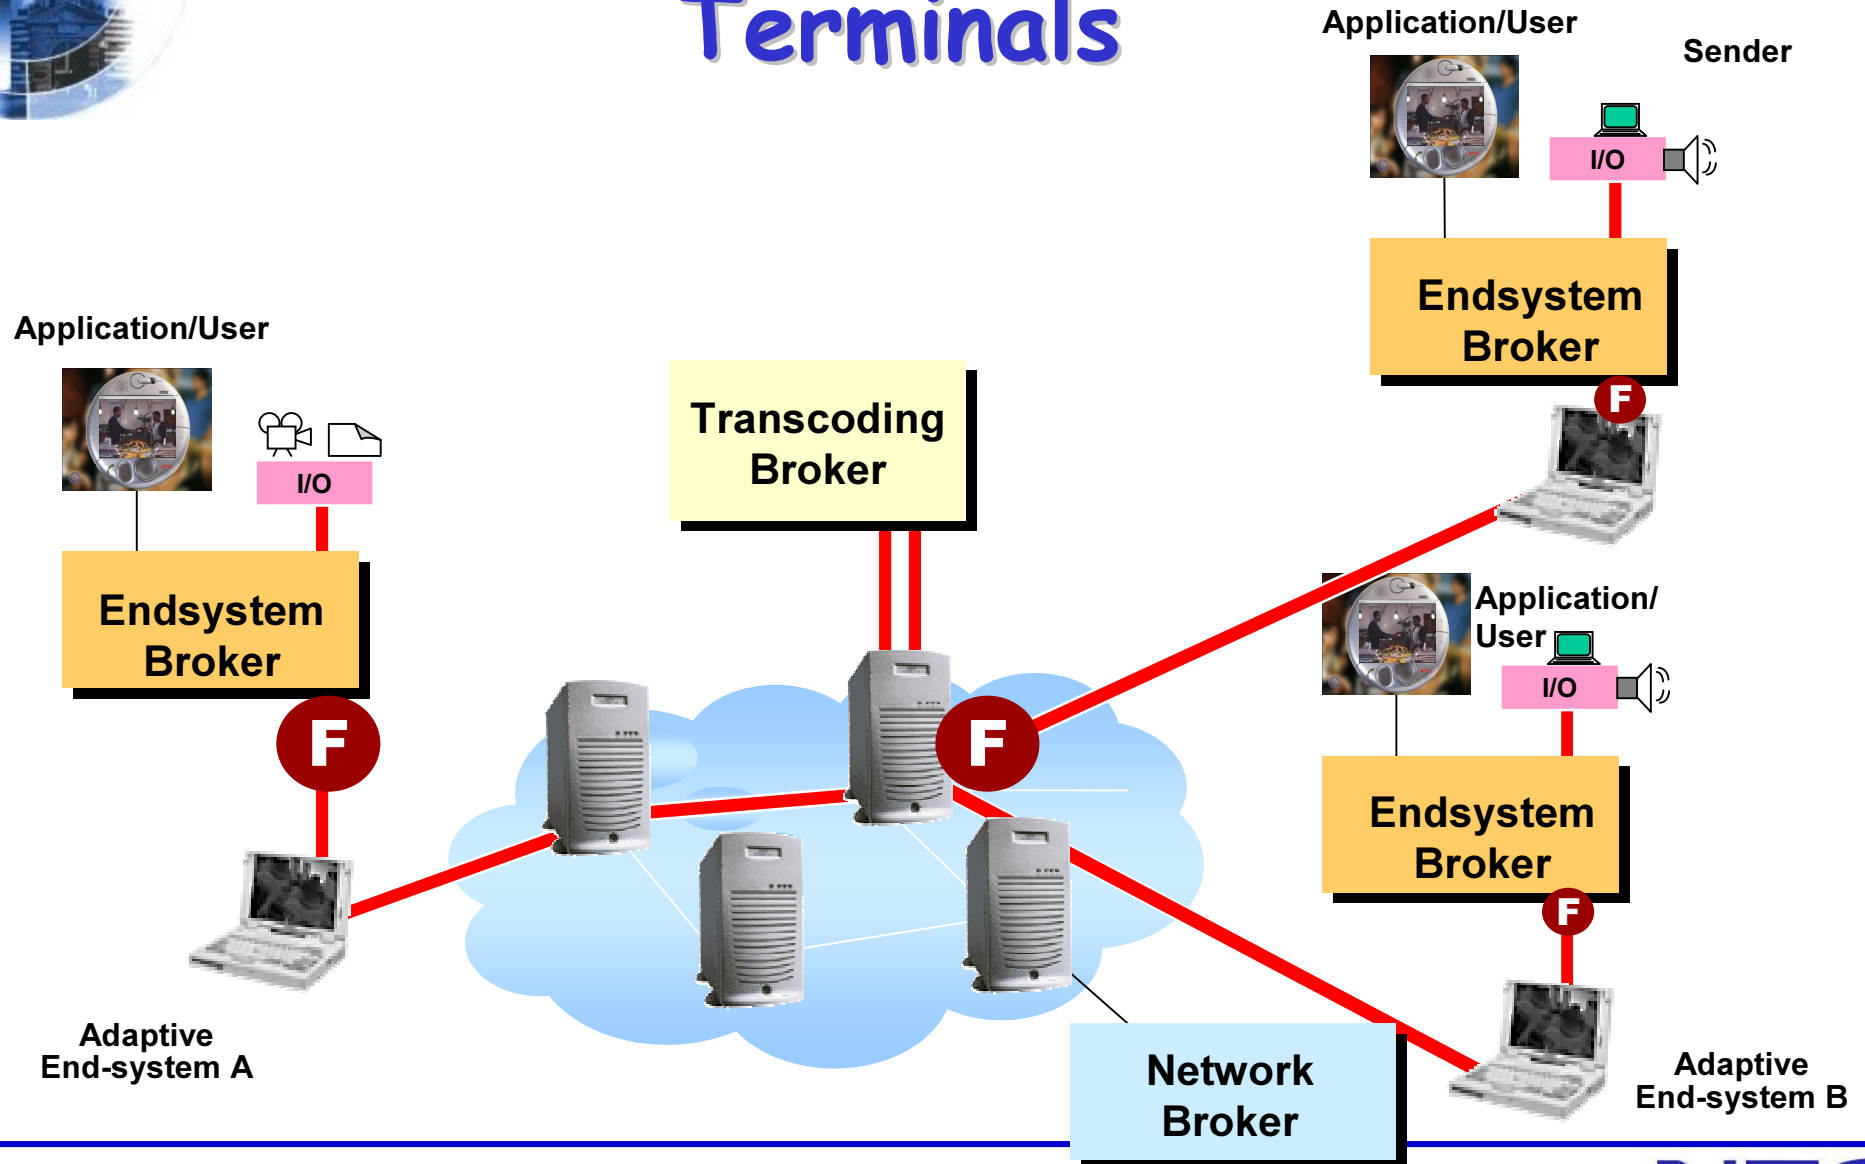 Terminals
Application/User
Sender
I/O
Endsystem
Broker
F
Application/User
I/O
Endsystem
Broker
F
Transcoding
Broker
F
Application/
User
I/O
Endsystem
Broker
F
Adaptive
End-system A
Network
Broker
Adaptive
End-system B